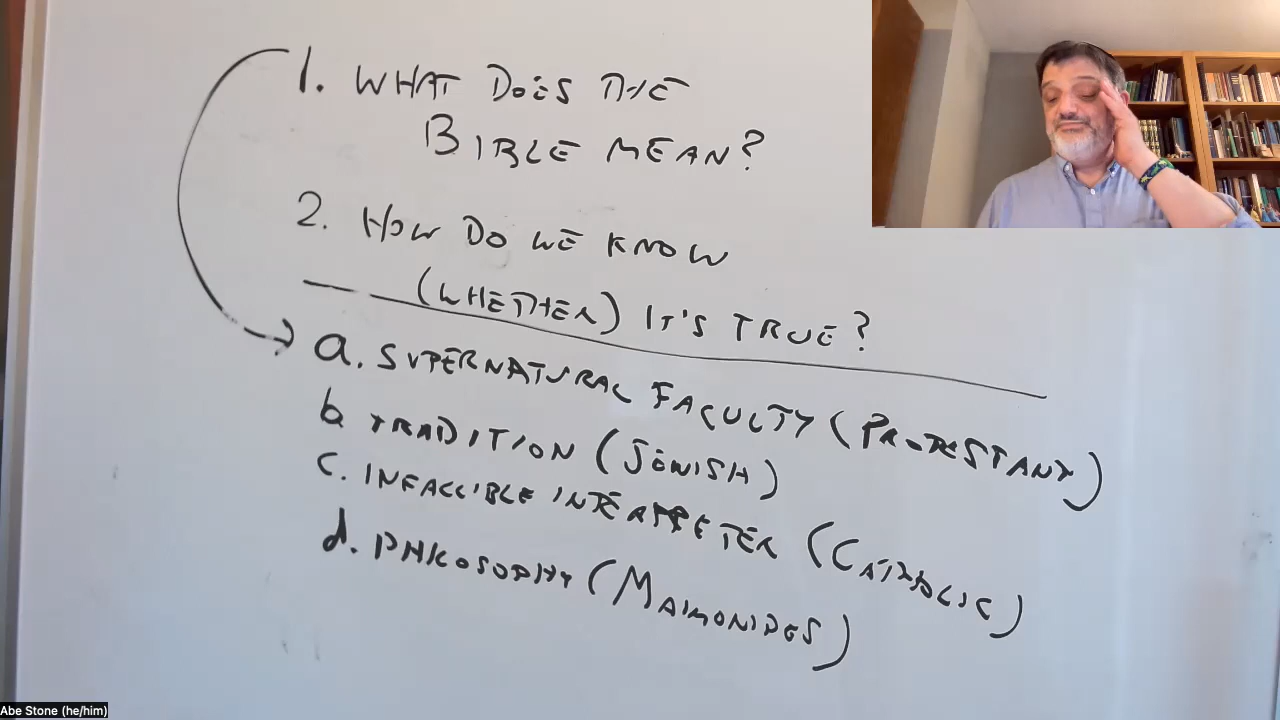 1. WHAT DOES THE
BIBLE MEAN?
2. HOW DO WE KNOW
(WHETHER) IT'S TRUE?
a. SUPERNATURAL FACULTY (PROTESTANT)
b. TRADITION (JEWISH)
c. INFALLIBLE INTERPRETER (CATHOLIC)
d. PHILOSOPHY (MAIMONIDES)
Abe Stone (he/him)